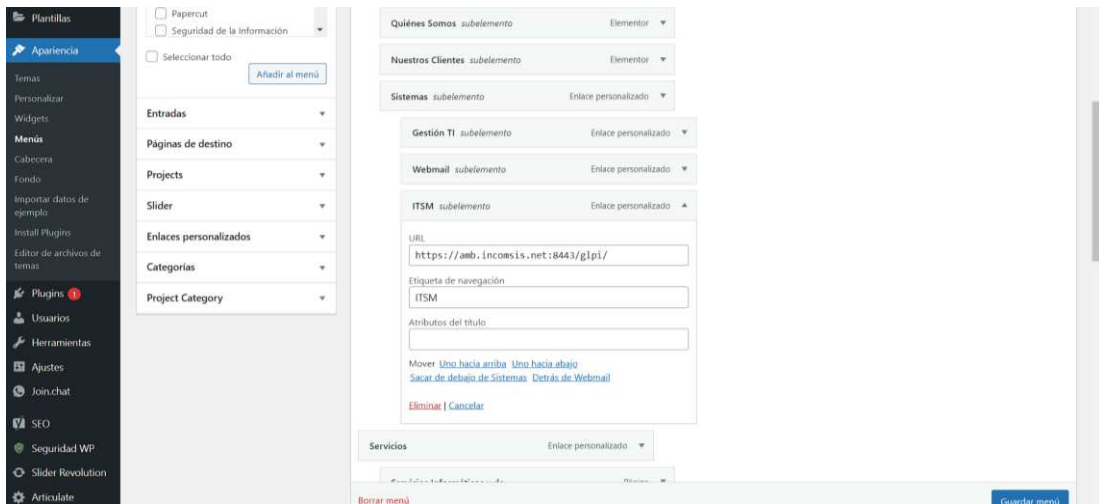 Plantillas
Apariencia
Temas
Personalizar
Widgets
Menús
Cabecera
Fondo
Importar datos de
ejemplo
Install Plugins
Editor de archivos de
temas
Plugins 1
Usuarios
Herramientas
Ajustes
Join.chat
SEO
Seguridad WP
Slider Revolution
Articulate
Papercut
Seguridad de la Información
Seleccionar todo
Añadir al menú
Entradas
Páginas de destino
Projects
Slider
Enlaces personalizados
Categorías
Project Category
Quiénes Somos subelemento Elementor
Nuestros Clientes subelemento Elementor
Sistemas subelemento Enlace personalizado
Gestión TI subelemento Enlace personalizado
Webmail subelemento Enlace personalizado
ITSM subelemento Enlace personalizado
URL
https://amb.incomsis.net:8443/glpi/
Etiqueta de navegación
ITSM
Atributos del título
Mover Uno hacia arriba Uno hacia abajo
Sacar de debajo de Sistemas Detrás de Webmail
Eliminar | Cancelar
Servicios Enlace personalizado
Borrar menú
Guardar menú